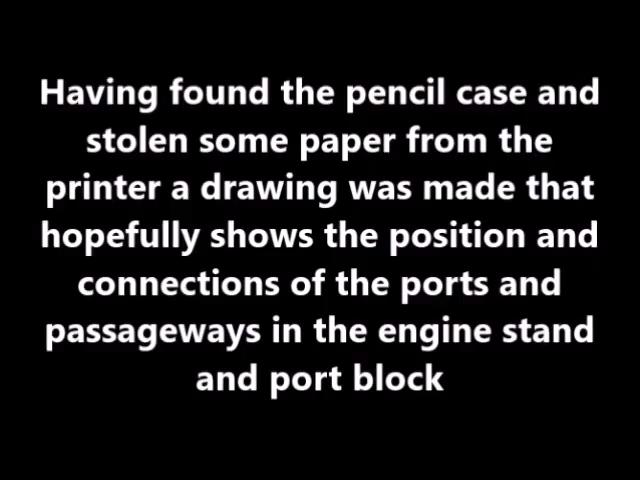 Having found the pencil case and
stolen some paper from the
printer a drawing was made that
hopefully shows the position and
connections of the ports and
passageways in the engine stand
and port block